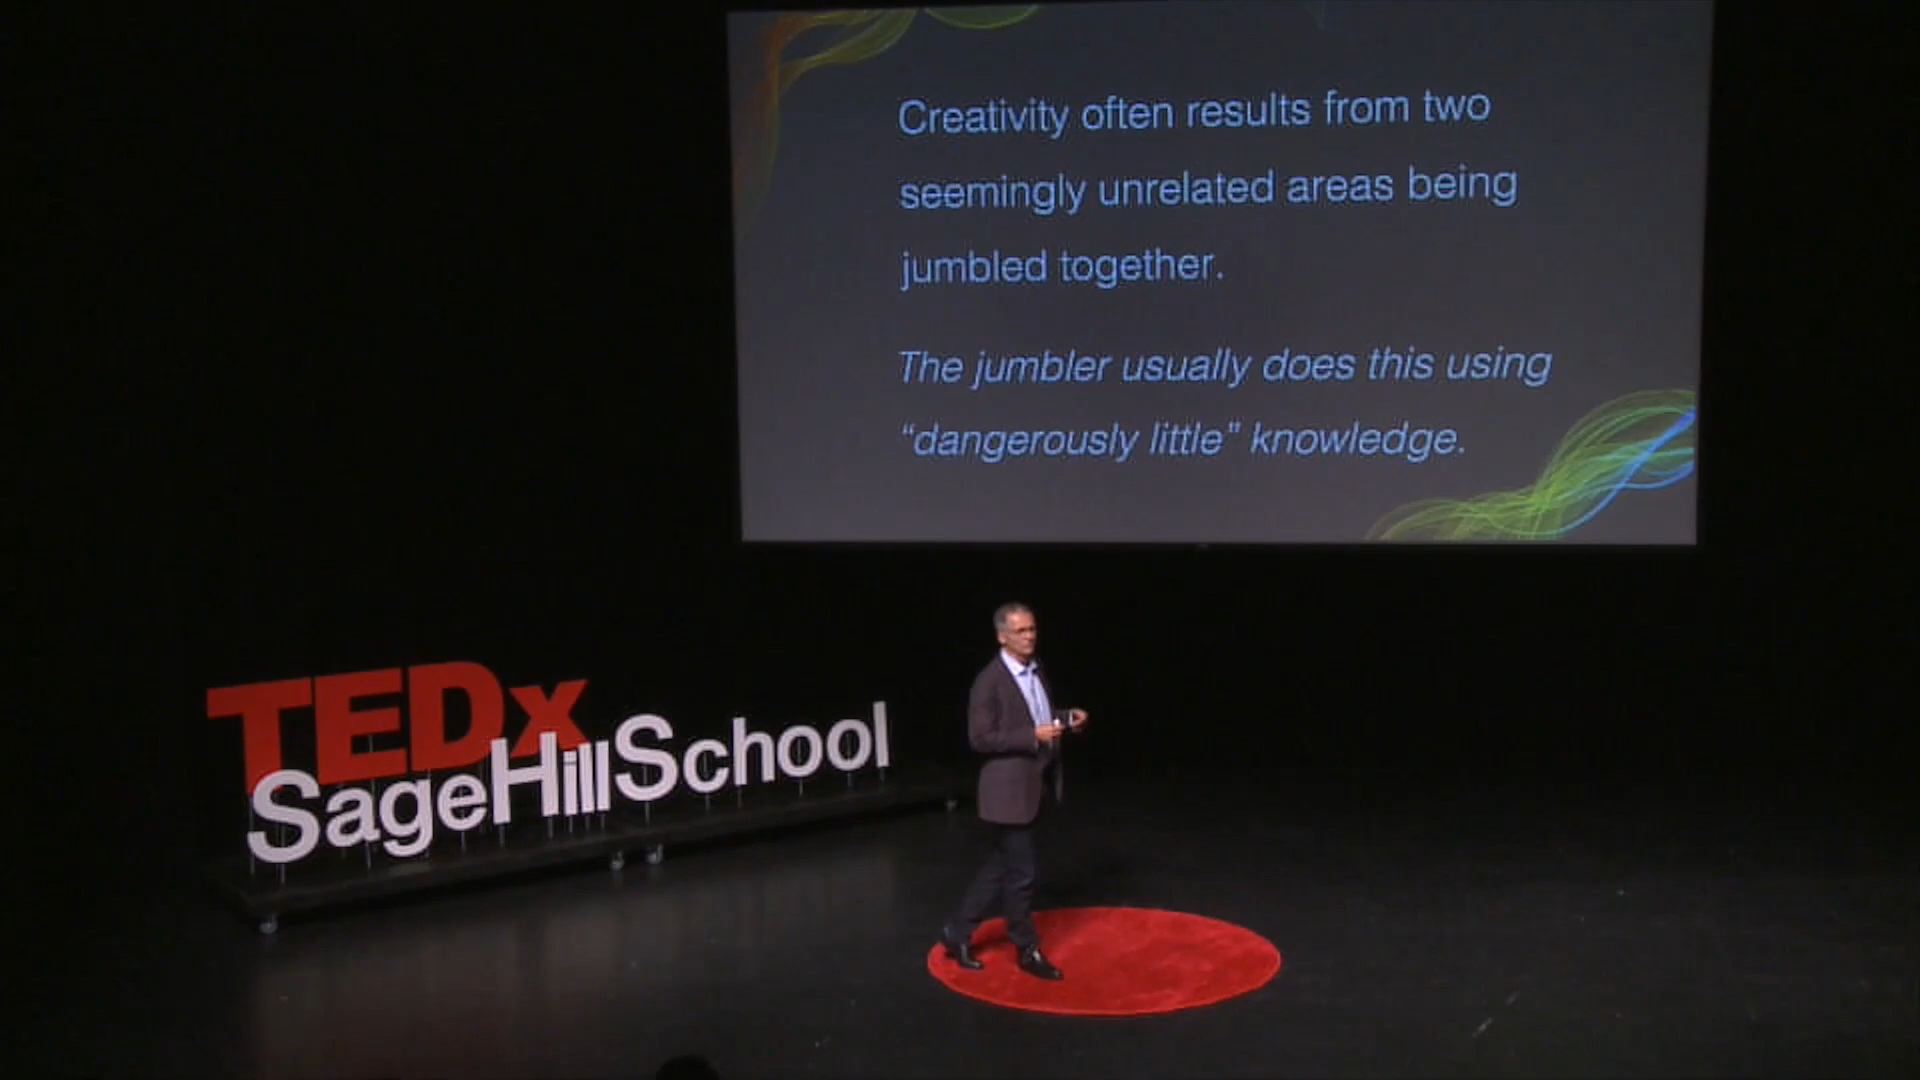 Creativity often results from two
seemingly unrelated areas being
jumbled together.
The jumbler usually does this using
“dangerously little” knowledge.
TEDx
SageHillSchool